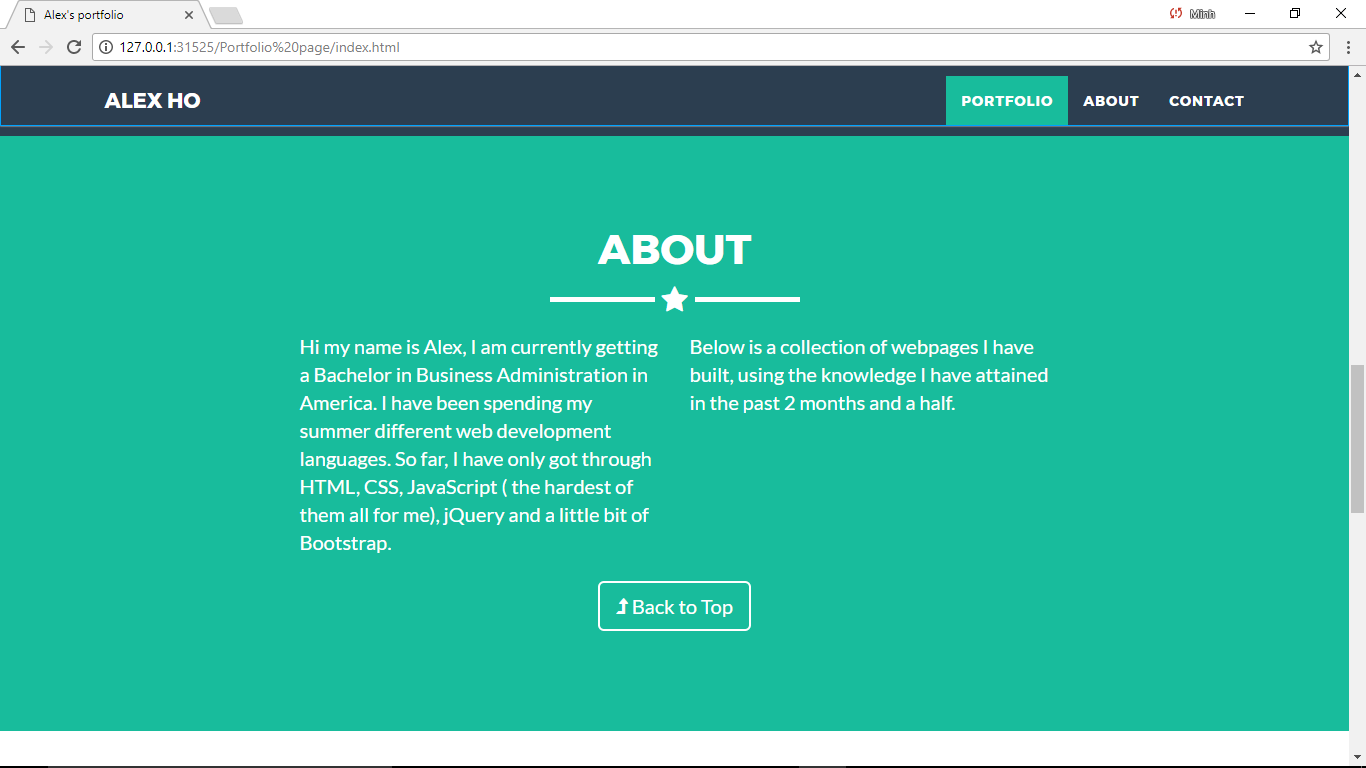 Alex's portfolio
Minh
127.0.0.1:31525/Portfolio%20page/index.html
ALEX HO
PORTFOLIO ABOUT CONTACT
ABOUT
Hi my name is Alex, I am currently getting
a Bachelor in Business Administration in
America. I have been spending my
summer different web development
languages. So far, I have only got through
HTML, CSS, JavaScript ( the hardest of
them all for me), jQuery and a little bit of
Bootstrap.
Below is a collection of webpages I have
built, using the knowledge I have attained
in the past 2 months and a half.
Back to Top